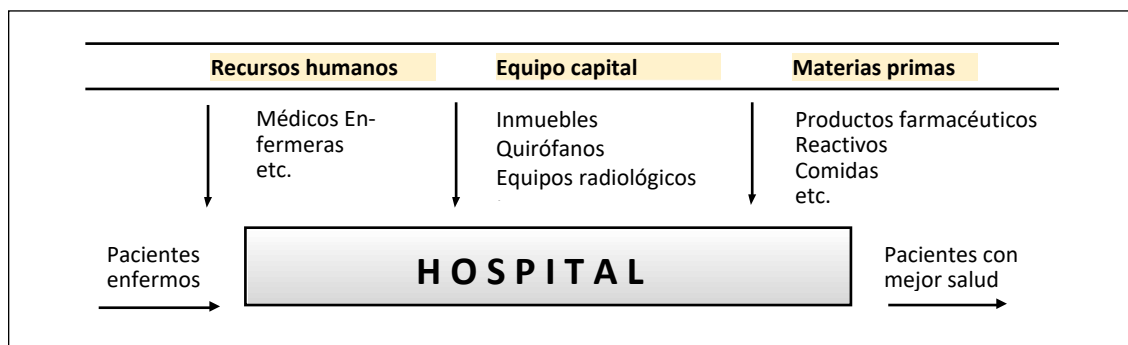 Recursos humanos
Equipo capital
Materias primas
Médicos En-
fermeras
etc.
Inmuebles
Quirófanos
Equipos radiológicos
Productos farmacéuticos
Reactivos
Comidas
etc.
Pacientes
enfermos
HOSPITAL
Pacientes con
mejor salud